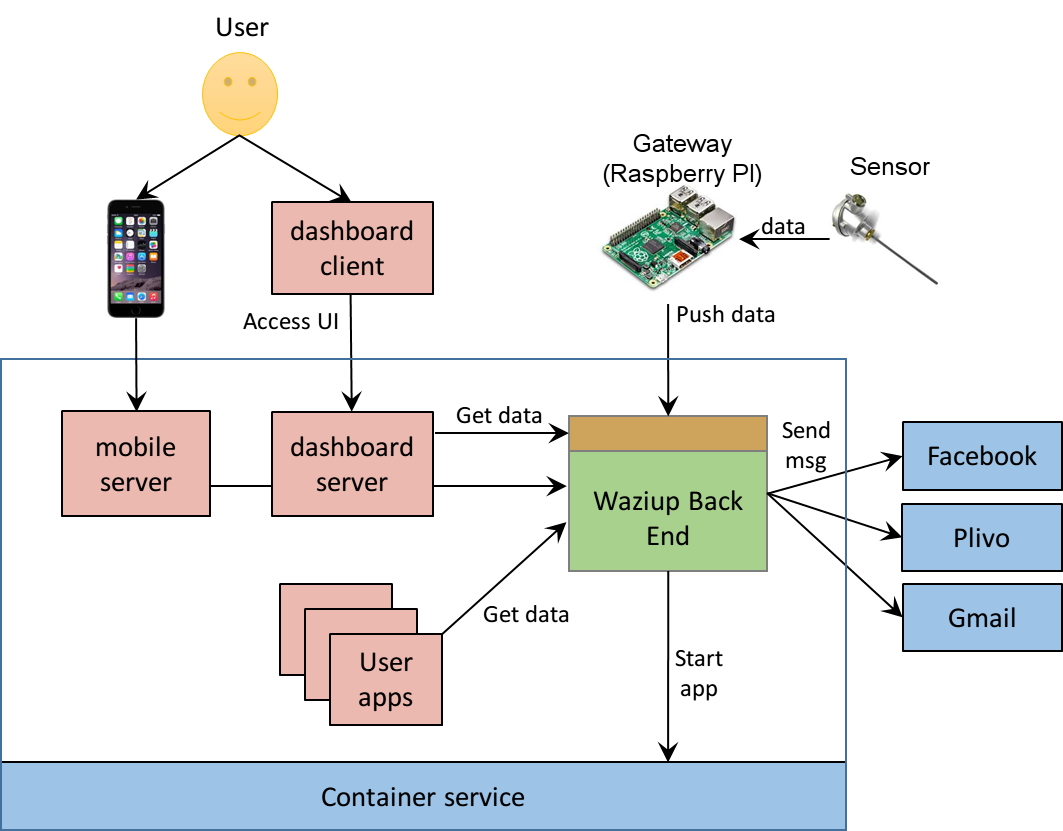 User
Gateway
(Raspberry PI)
Sensor
data
dashboard
client
Access UI
Push data
mobile
server
dashboard
server
Get data
Waziup Back
End
Send
msg
Facebook
Plivo
Gmail
Get data
User
apps
Start
app
Container service